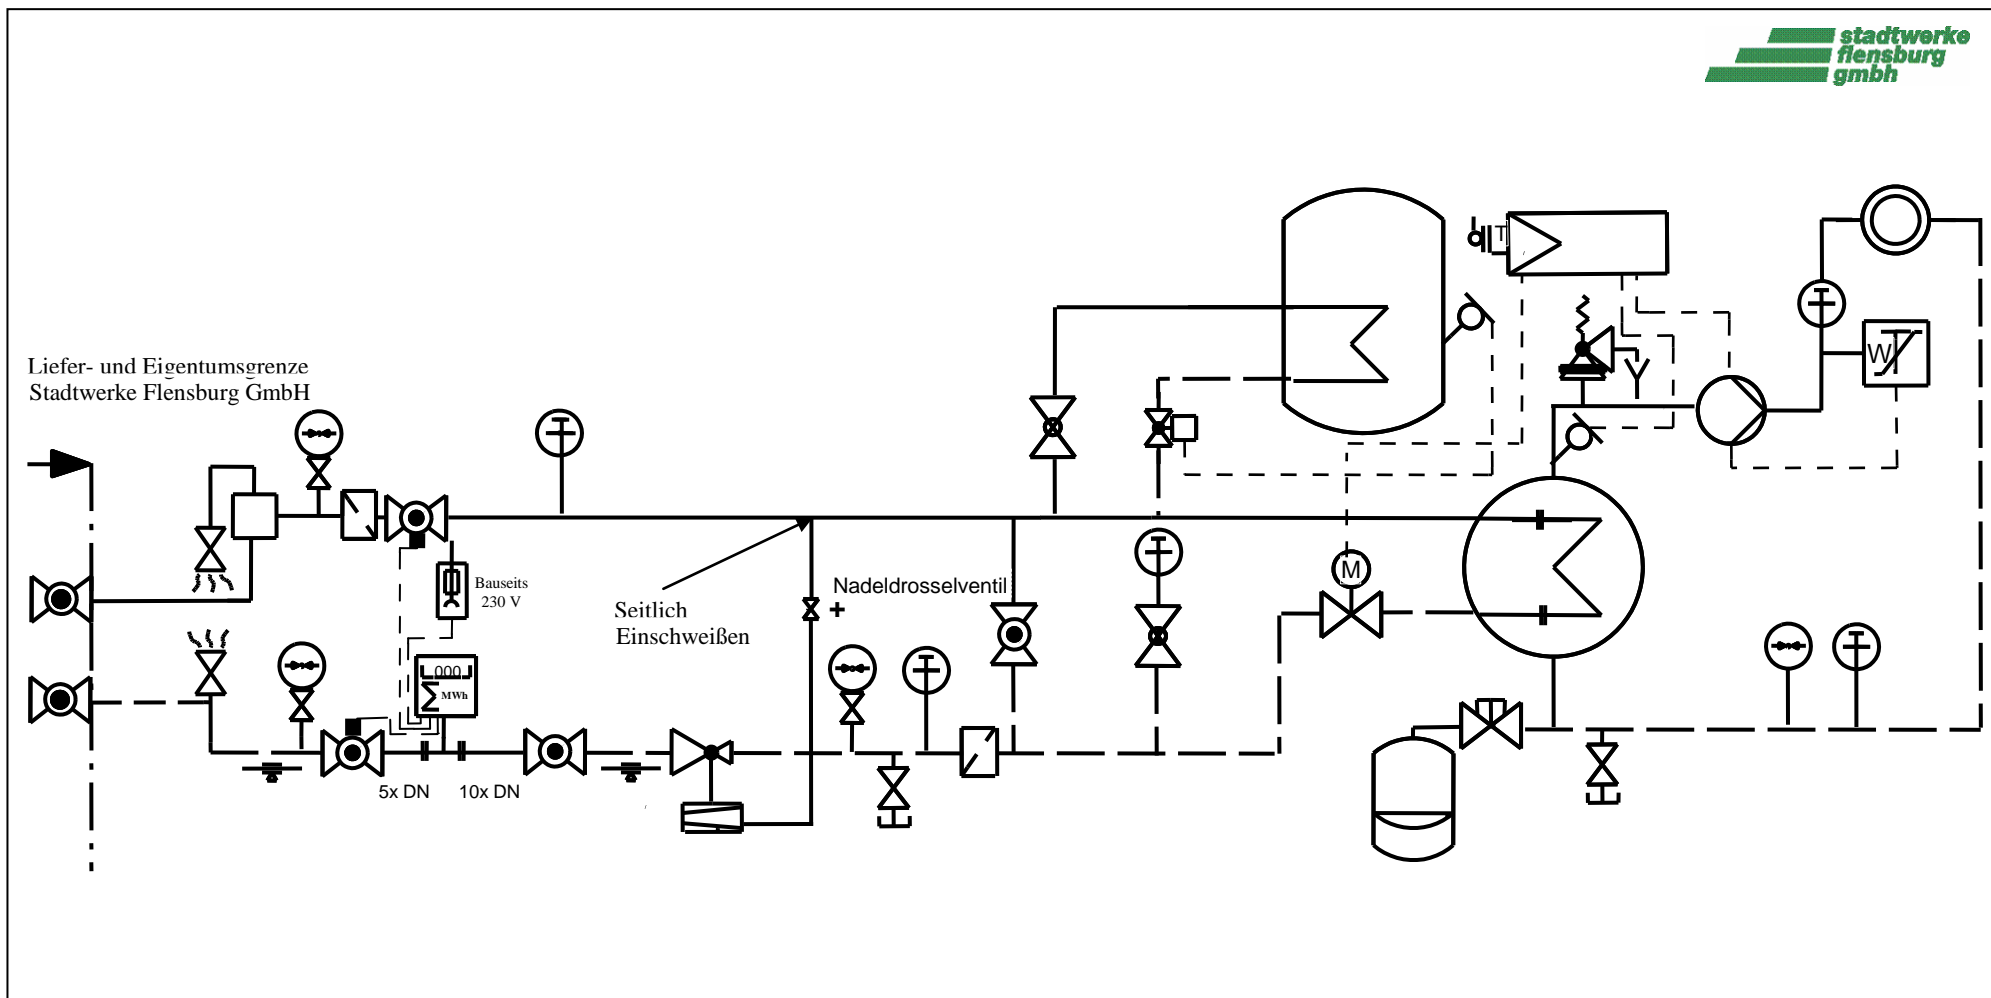 stadtwerke
flensburg
gmbh
T
W
Liefer- und Eigentumsgrenze
Stadtwerke Flensburg GmbH
M
Bauseits
230 V
Nadeldrosselventil
+
Seitlich
Einschweißen
000
MWh
5x DN
10x DN